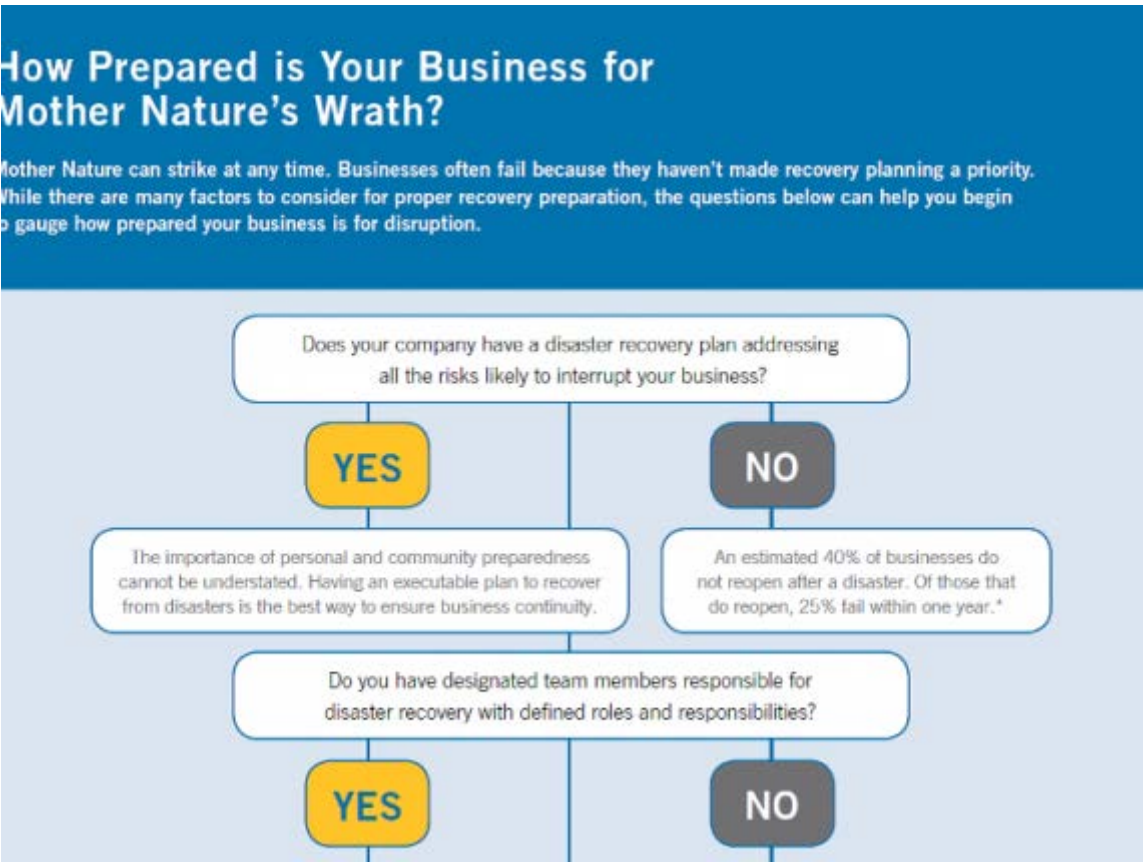 How Prepared is Your Business for
Mother Nature's Wrath?
Mother Nature can strike at any time. Businesses often fail because they haven't made recovery planning a priority.
While there are many factors to consider for proper recovery preparation, the questions below can help you begin
to gauge how prepared your business is for disruption.
Does your company have a disaster recovery plan addressing
all the risks likely to interrupt your business?
YES
NO
The importance of personal and community preparedness
cannot be understated. Having an executable plan to recover
from disasters is the best way to ensure business continuity.
An estimated 40% of businesses do
not reopen after a disaster. Of those that
do reopen, 25% fail within one year.*
Do you have designated team members responsible for
disaster recovery with defined roles and responsibilities?
YES
NO